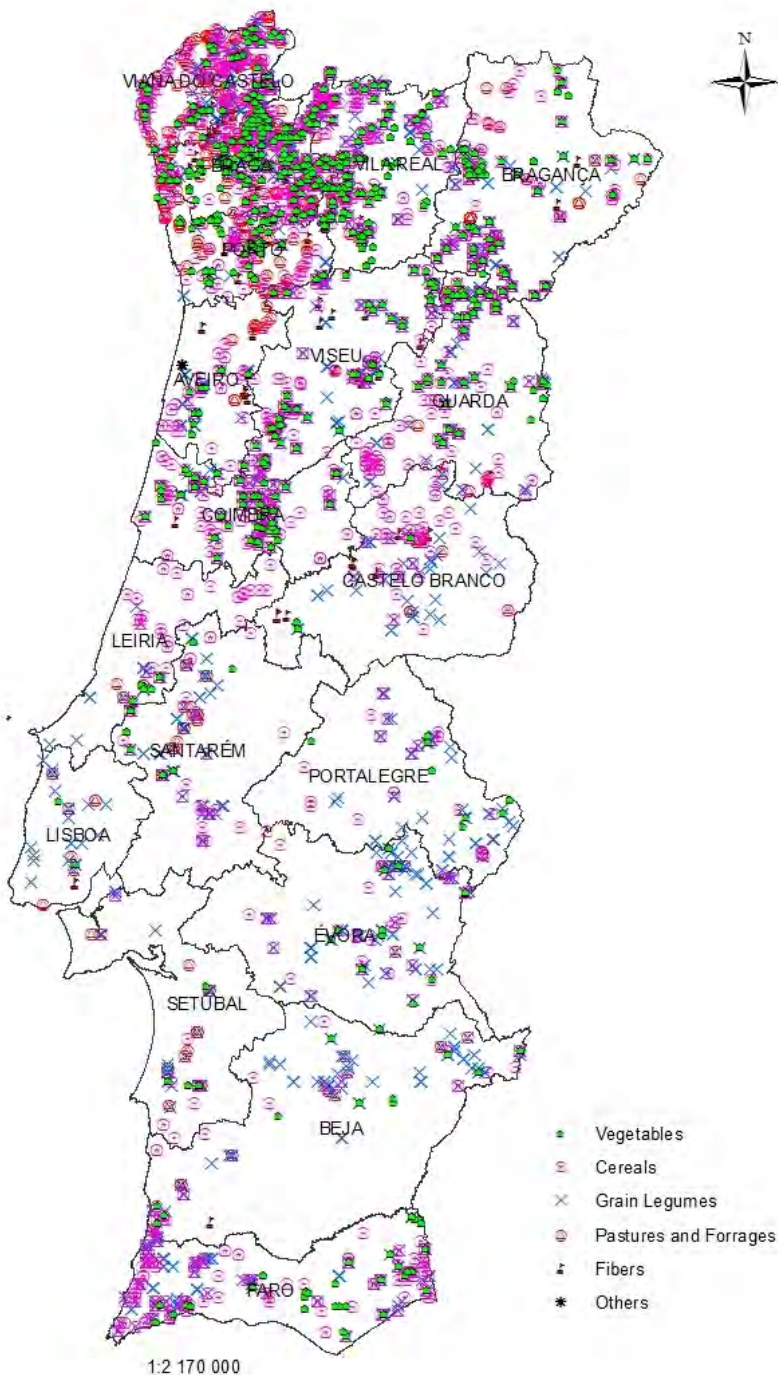 N
VIANA DO CASTELO
BRAGA
VILA REAL
BRAGANCA
PORTO
VISEU
AVEIRO
GUARDA
COIMBRA
CASTELO BRANCO
LEIRIA
SANTARÉM
PORTALEGRE
LISBOA
ÉVORA
SETÚBAL
BEJA
FARO
Vegetables
Cereals
Grain Legumes
Pastures and Forrages
Fibers
Others
1:2 170 000